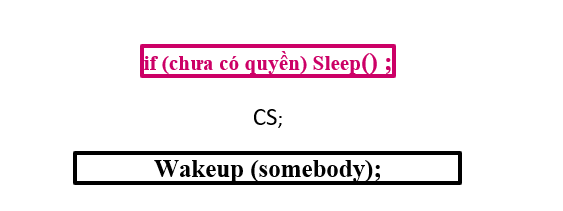 if (chưa có quyền) Sleep() ;
CS;
Wakeup (somebody);